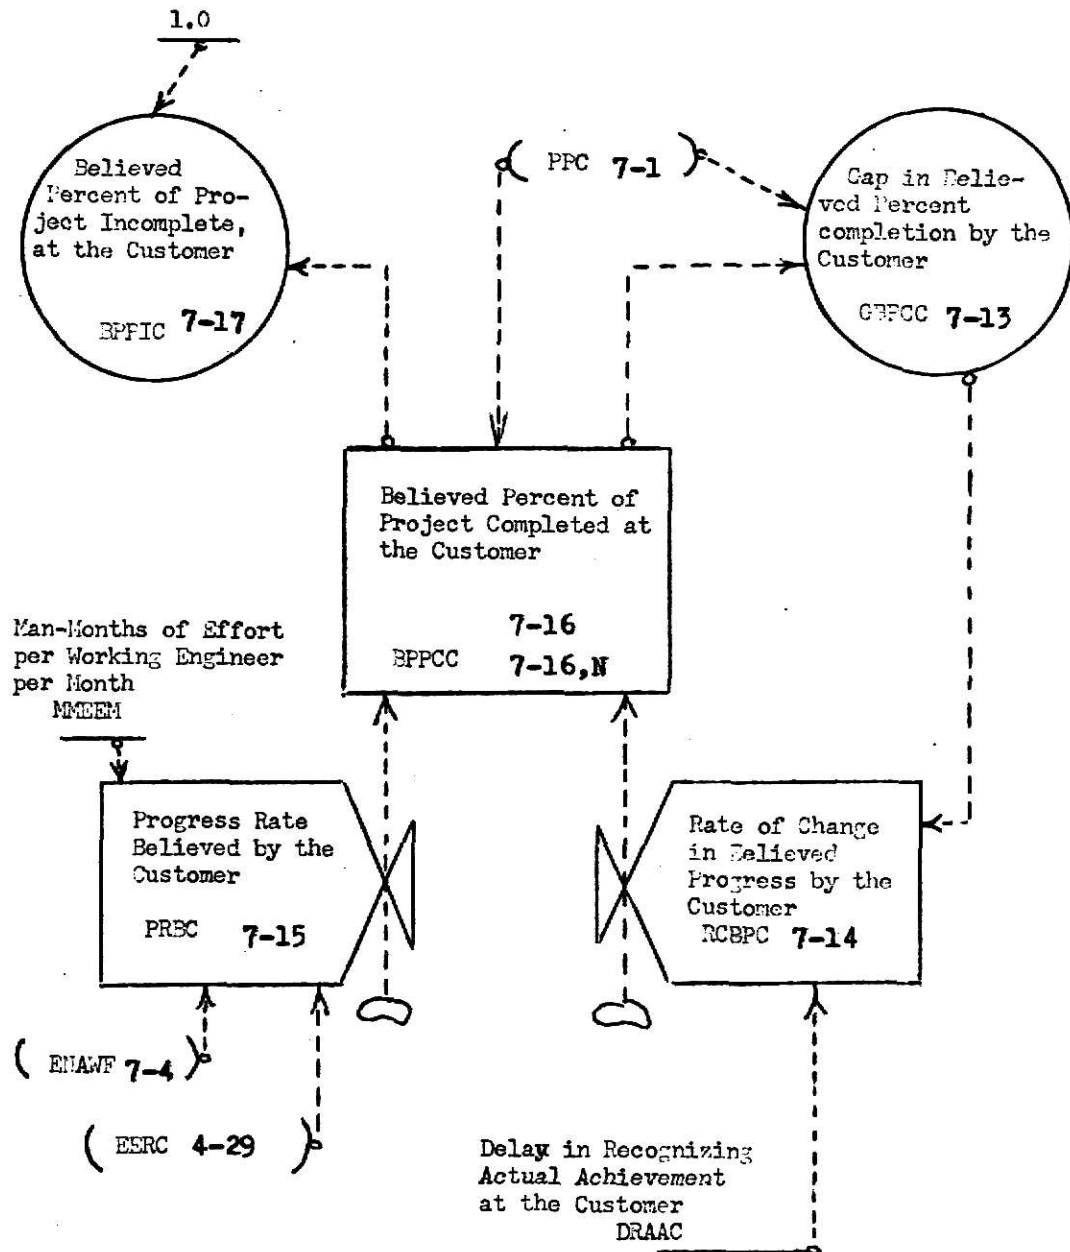 1.0
Believed
Percent of Pro-
ject Incomplete,
at the Customer
BPPIC 7-17
( PPC 7-1 )
Gap in Belie-
ved Percent
completion by the
Customer
GBPCC 7-13
Believed Percent of
Project Completed at
the Customer
7-16
BPPCC 7-16,N
Man-Months of Effort
per Working Engineer
per Month
MMEEM
Progress Rate
Believed by the
Customer
PRBC 7-15
Rate of Change
in Believed
Progress by the
Customer
RCBPC 7-14
( ENAWF 7-4 )
( EERC 4-29 )
Delay in Recognizing
Actual Achievement
at the Customer
DRAAC